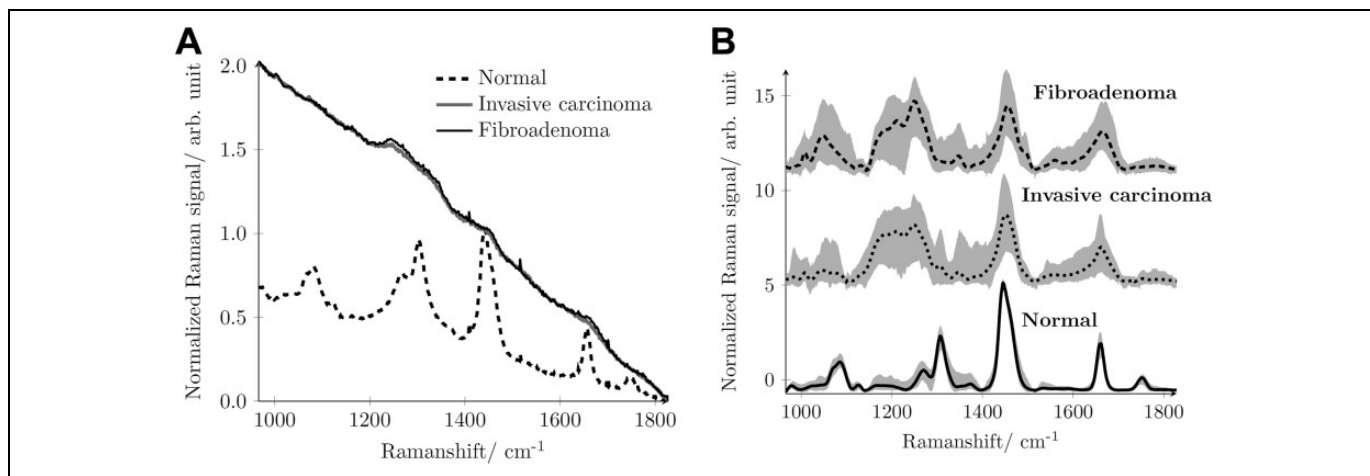 A
Normalized Raman signal/ arb. unit
2.0
1.5
1.0
0.5
0.0
Normal
Invasive carcinoma
Fibroadenoma
1000 1200 1400 1600 1800
Ramanshift/ cm-1
B
Normalized Raman signal/ arb. unit
15
10
5
0
Fibroadenoma
Invasive carcinoma
Normal
1000 1200 1400 1600 1800
Ramanshift/ cm-1